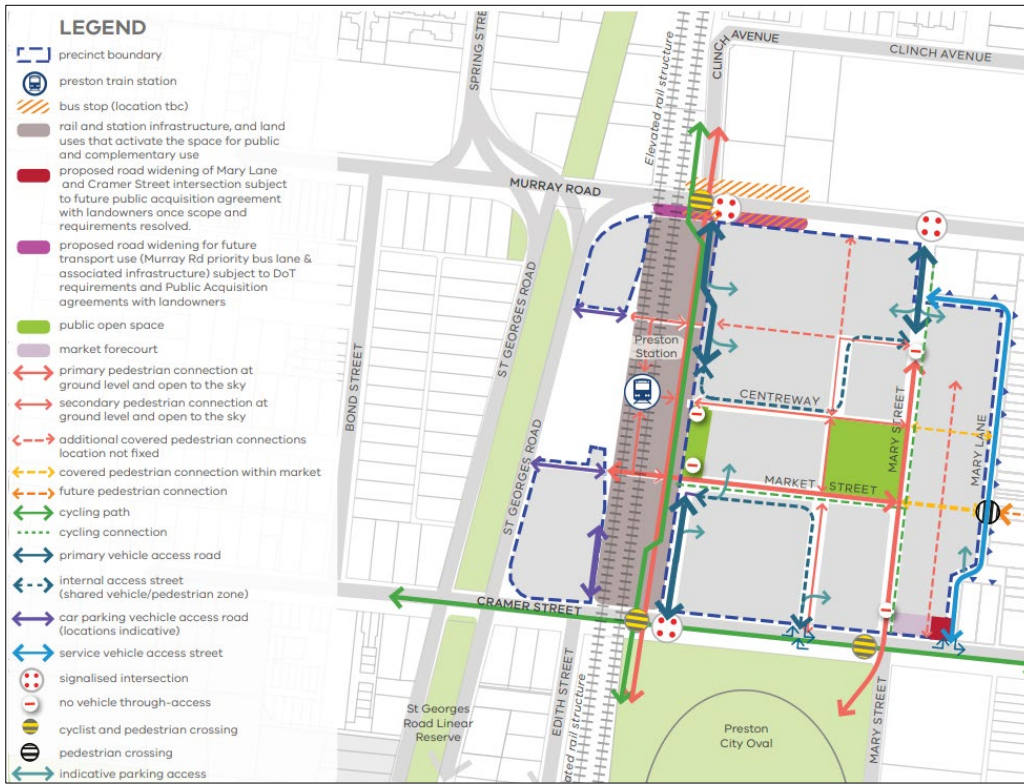 LEGEND
precinct boundary
preston train station
bus stop (location tbc)
rail and station infrastructure, and land
uses that activate the space for public
and complementary use
proposed road widening of Mary Lane
and Cramer Street intersection subject
to future public acquisition agreement
with landowners once scope and
requirements resolved.
proposed road widening for future
transport use (Murray Rd priority bus lane &
associated infrastructure) subject to DoT
requirements and Public Acquisition
agreements with landowners
public open space
market forecourt
primary pedestrian connection at
ground level and open to the sky
secondary pedestrian connection at
ground level and open to the sky
additional covered pedestrian connections
location not fixed
covered pedestrian connection within market
future pedestrian connection
cycling path
cycling connection
primary vehicle access road
internal access street
(shared vehicle/pedestrian zone)
car parking vechicle access road
(locations indicative)
service vehicle access street
signalised intersection
no vehicle through-access
cyclist and pedestrian crossing
pedestrian crossing
indicative parking access
SPRING STREET
Elevated rail structure
CLINCH AVENUE
CLINCH AVENUE
MURRAY ROAD
BOND STREET
ST GEORGES ROAD
ST GEORGES ROAD
Preston
Station
CENTREWAY
MARKET STREET
MARY STREET
MARY LANE
CRAMER STREET
EDITH STREET
ated rail structure
St Georges
Road Linear
Reserve
Preston
City Oval
MARY STREET